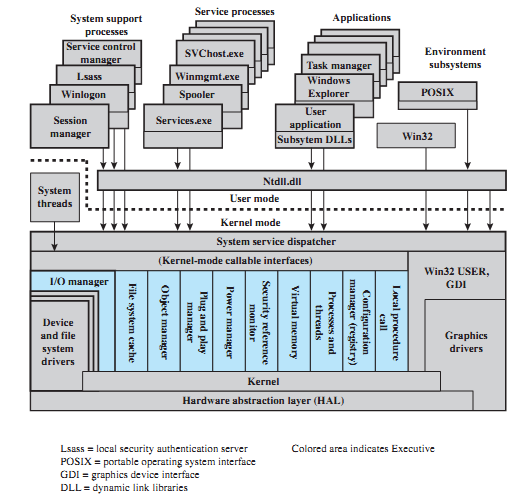 System support
processes
Service processes
Applications
Environment
subsystems
Service control
manager
Lsass
Winlogon
Session
manager
SVChost.exe
Winmgmt.exe
Spooler
Services.exe
Task manager
Windows
Explorer
User
application
Subsytem DLLs
POSIX
Win32
System
threads
Ntdll.dll
User mode
Kernel mode
System service dispatcher
(Kernel-mode callable interfaces)
Win32 USER,
GDI
I/O manager
Device
and file
system
drivers
File system cache
Object manager
Plug and play
manager
Power manager
Security reference
monitor
Virtual memory
Processes and
threads
Configuration
manager (registry)
Local procedure
call
Graphics
drivers
Kernel
Hardware abstraction layer (HAL)
Lsass = local security authentication server
POSIX = portable operating system interface
GDI = graphics device interface
DLL = dynamic link libraries
Colored area indicates Executive